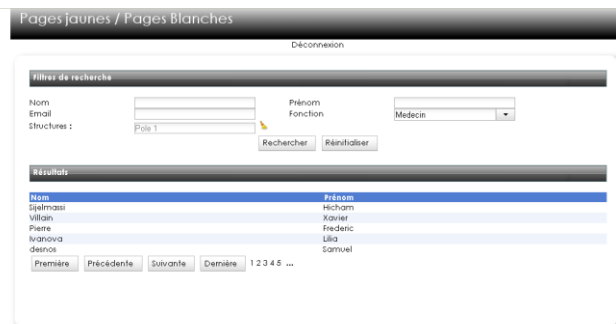 Pages jaunes / Pages Blanches
Déconnexion
Filtres de recherche
Nom Prénom
Email Fonction Medecin
Structures : Pole 1
Rechercher Réinitialiser
Résultats
Nom Prénom
Sijelmassi Hicham
Villain Xavier
Pierre Frederic
Ivanova Lilia
desnos Samuel
Première Précédente Suivante Dernière 1 2 3 4 5 ...